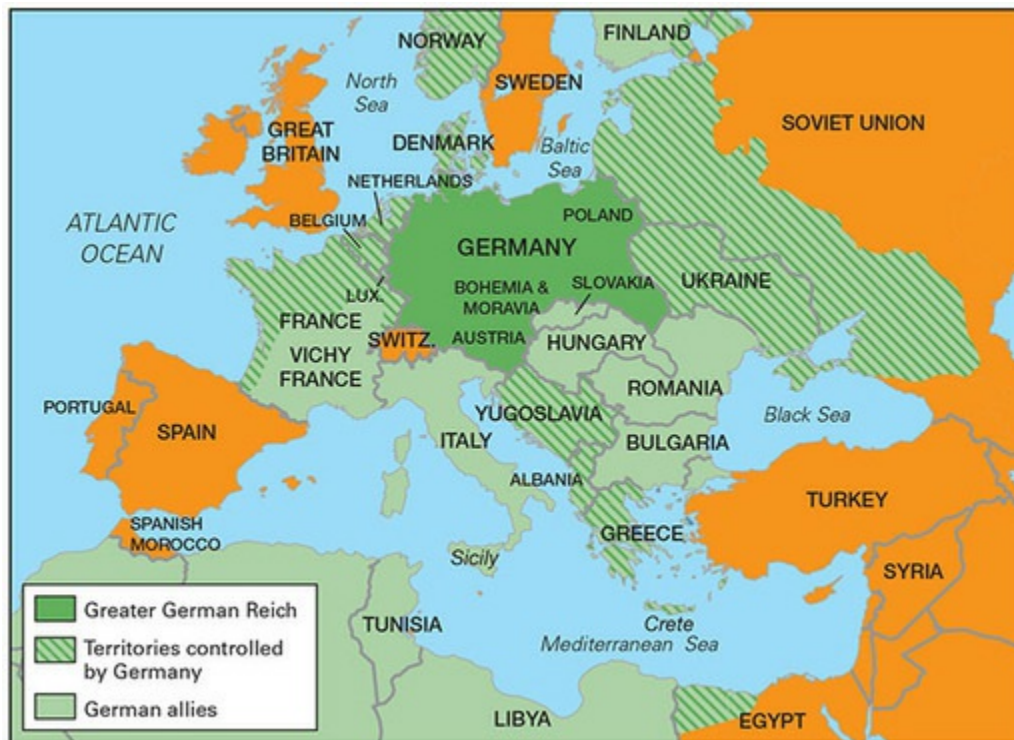 NORWAY
FINLAND
North
Sea
SWEDEN
SOVIET UNION
GREAT
BRITAIN
DENMARK
Baltic
Sea
NETHERLANDS
BELGIUM
POLAND
ATLANTIC
OCEAN
GERMANY
UKRAINE
LUX.
BOHEMIA &
MORAVIA
SLOVAKIA
FRANCE
SWITZ.
AUSTRIA
HUNGARY
VICHY
FRANCE
ROMANIA
PORTUGAL
SPAIN
ITALY
YUGOSLAVIA
BULGARIA
Black Sea
ALBANIA
TURKEY
SPANISH
MOROCCO
GREECE
Sicily
SYRIA
TUNISIA
Crete
Mediterranean Sea
LIBYA
EGYPT
Greater German Reich
Territories controlled
by Germany
German allies